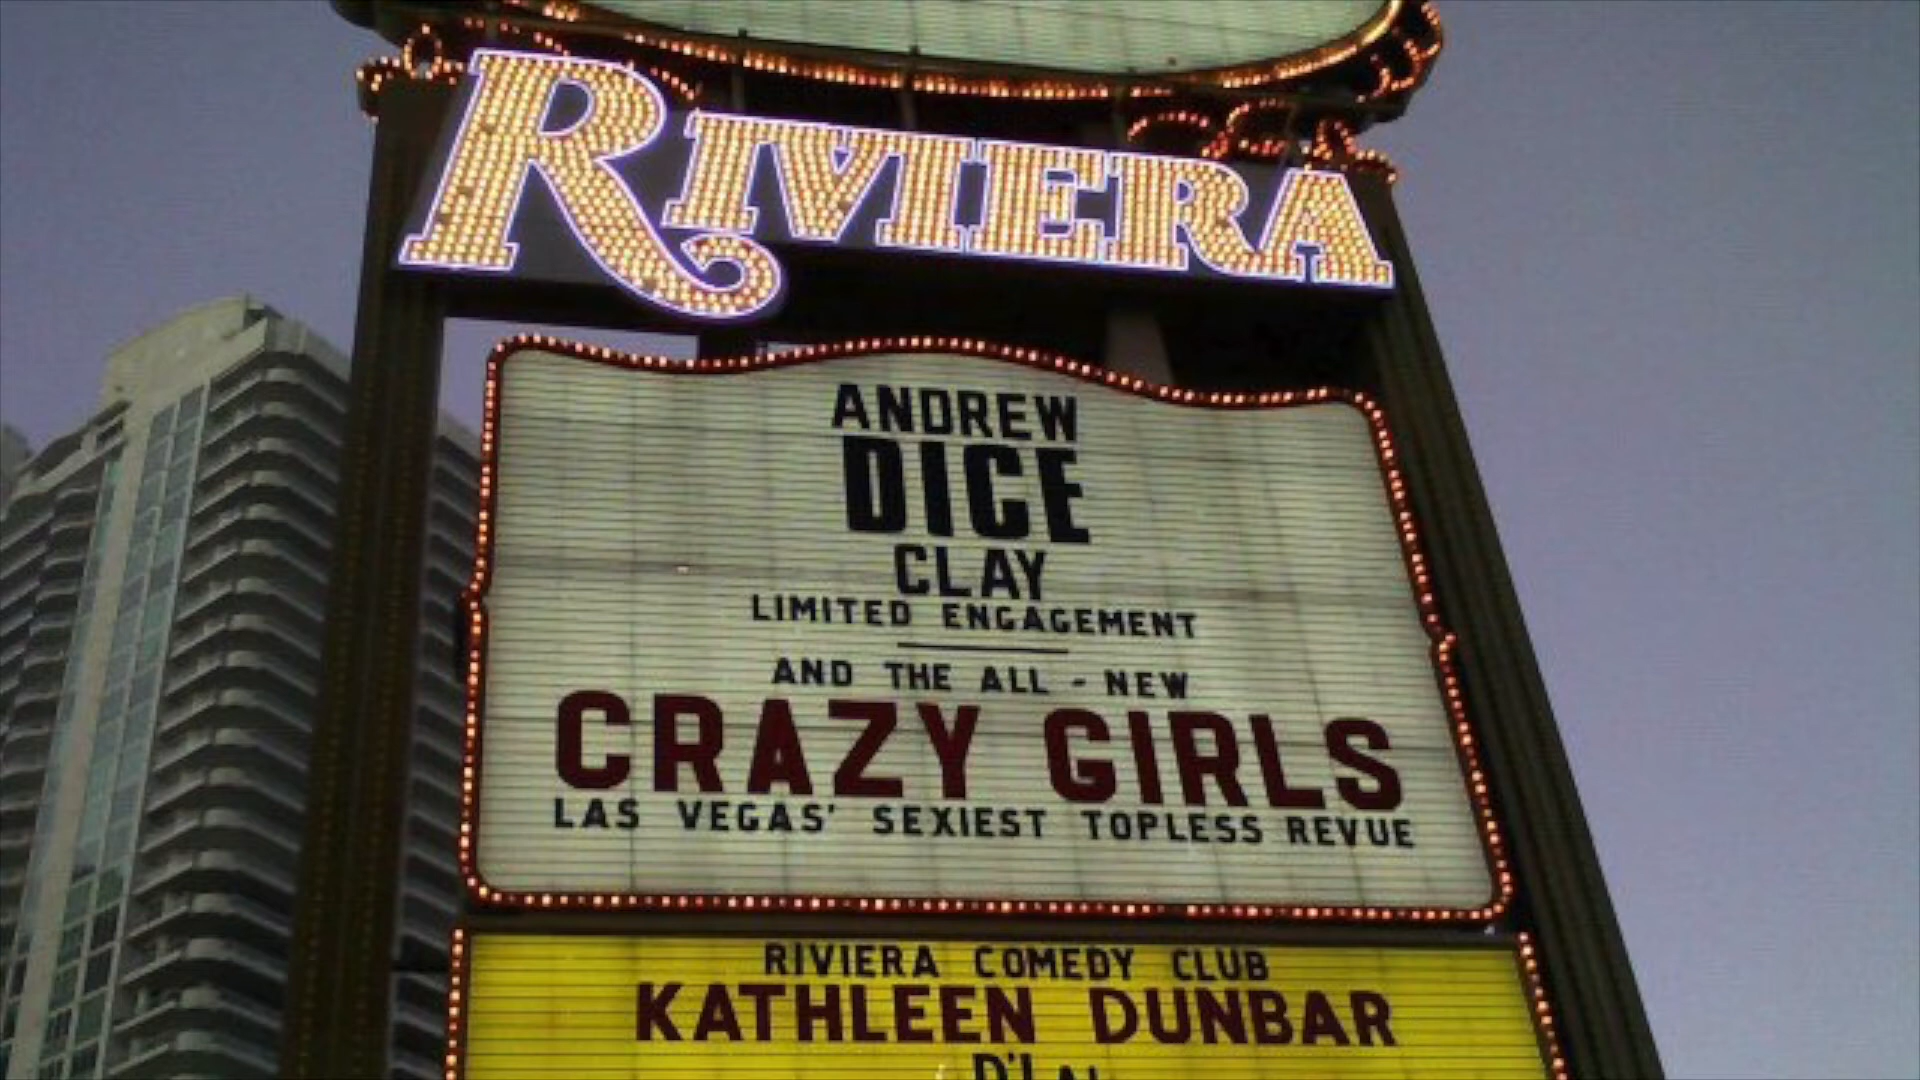 RIVIERA
ANDREW
DICE
CLAY
LIMITED ENGAGEMENT
AND THE ALL-NEW
CRAZY GIRLS
LAS VEGAS' SEXIEST TOPLESS REVUE
RIVIERA COMEDY CLUB
KATHLEEN DUNBAR